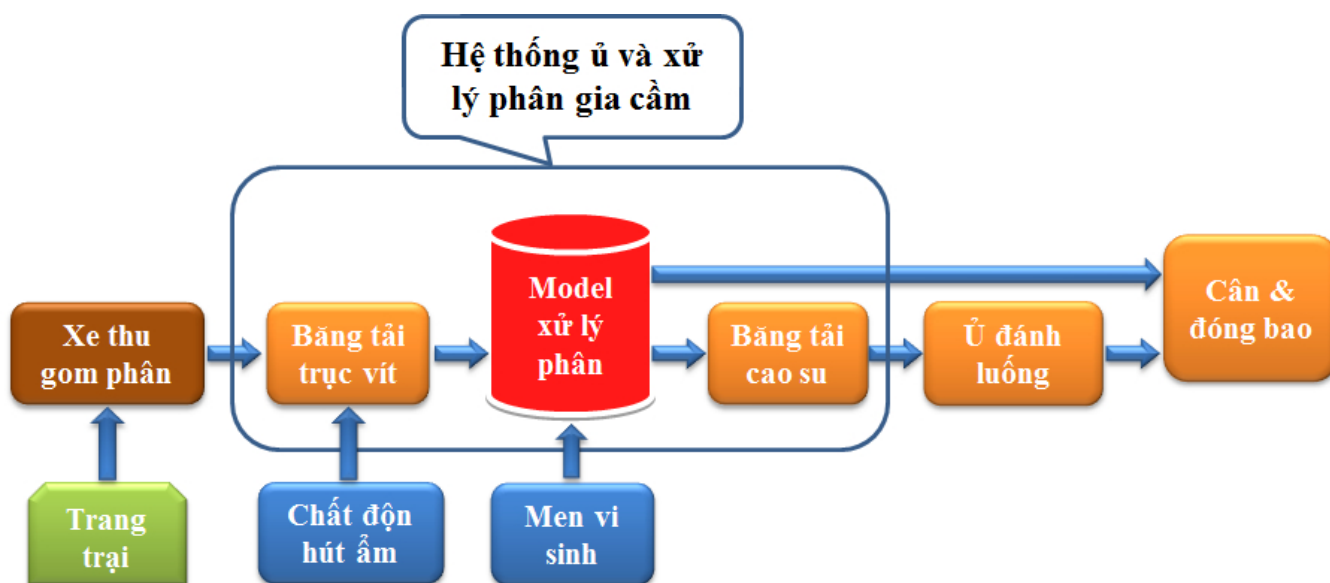 Hệ thống ủ và xử
lý phân gia cầm
Xe thu
gom phân
Băng tải
trục vít
Model
xử lý
phân
Băng tải
cao su
Ủ đánh
luống
Cân &
đóng bao
Trang
trại
Chất độn
hút ẩm
Men vi
sinh